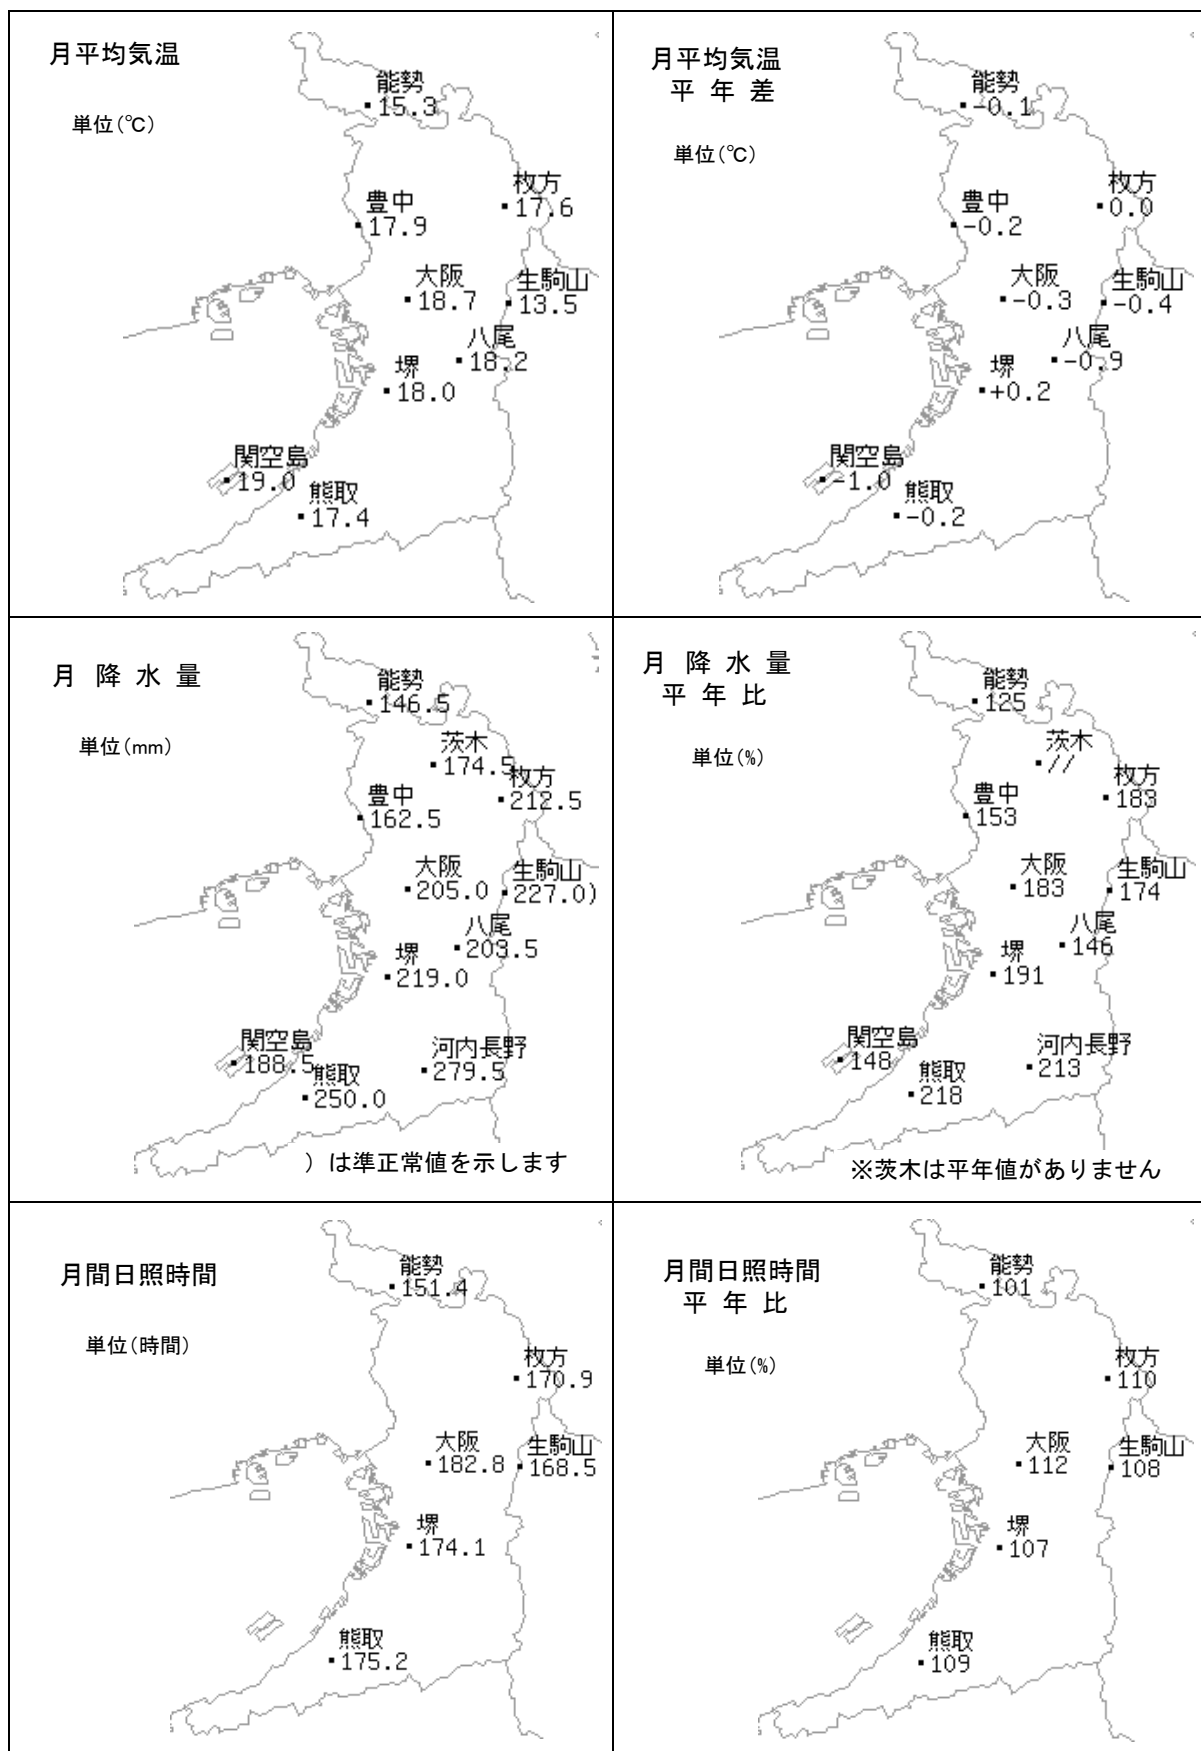 月平均気温
単位(℃)
能勢
15.3
枚方
17.6
豊中
17.9
大阪
18.7
生駒山
13.5
八尾
18.2
堺
18.0
関空島
19.0
熊取
17.4
月平均気温
平年差
単位(℃)
能勢
-0.1
枚方
0.0
豊中
-0.2
大阪
-0.3
生駒山
-0.4
八尾
-0.9
堺
+0.2
関空島
-1.0
熊取
-0.2
月降水量
単位(mm)
能勢
146.5
茨木
174.5
枚方
212.5
豊中
162.5
大阪
205.0
生駒山
227.0)
八尾
203.5
堺
219.0
関空島
188.5
河内長野
279.5
熊取
250.0
）は準正常値を示します
月降水量
平年比
単位(%)
能勢
125
茨木
//
枚方
183
豊中
153
大阪
183
生駒山
174
八尾
146
堺
191
関空島
148
河内長野
213
熊取
218
※茨木は平年値がありません
月間日照時間
単位(時間)
能勢
151.4
枚方
170.9
大阪
182.8
生駒山
168.5
堺
174.1
熊取
175.2
月間日照時間
平年比
単位(%)
能勢
101
枚方
110
大阪
112
生駒山
108
堺
107
熊取
109